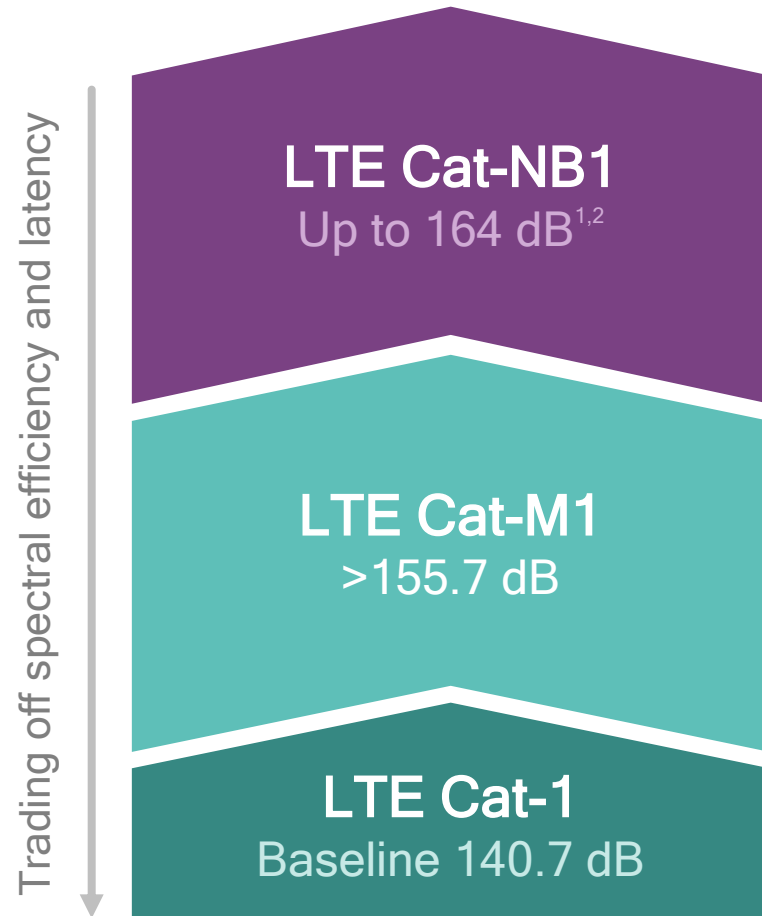 Trading off spectral efficiency and latency
LTE Cat-NB1
Up to 164 dB1,2
LTE Cat-M1
>155.7 dB
LTE Cat-1
Baseline 140.7 dB